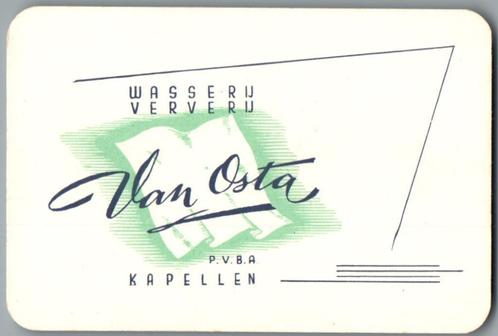 WASSERIJ
VERVERIJ
Van Osta
P.V.B.A
KAPELLEN